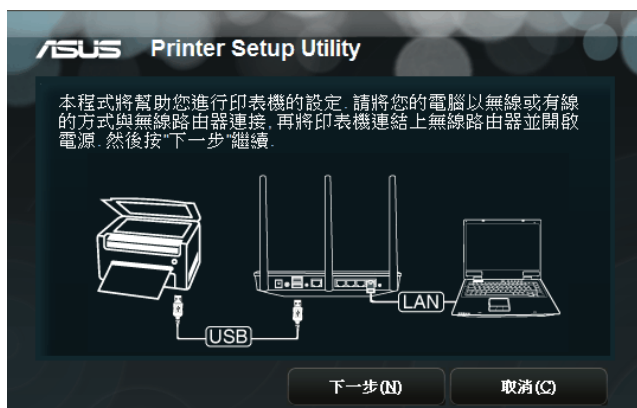 ASUS Printer Setup Utility
本程式將幫助您進行印表機的設定. 請將您的電腦以無線或有線
的方式與無線路由器連接, 再將印表機連結上無線路由器並開啟
電源. 然後按"下一步"繼續.
LAN
USB
下一步(N) 取消(C)